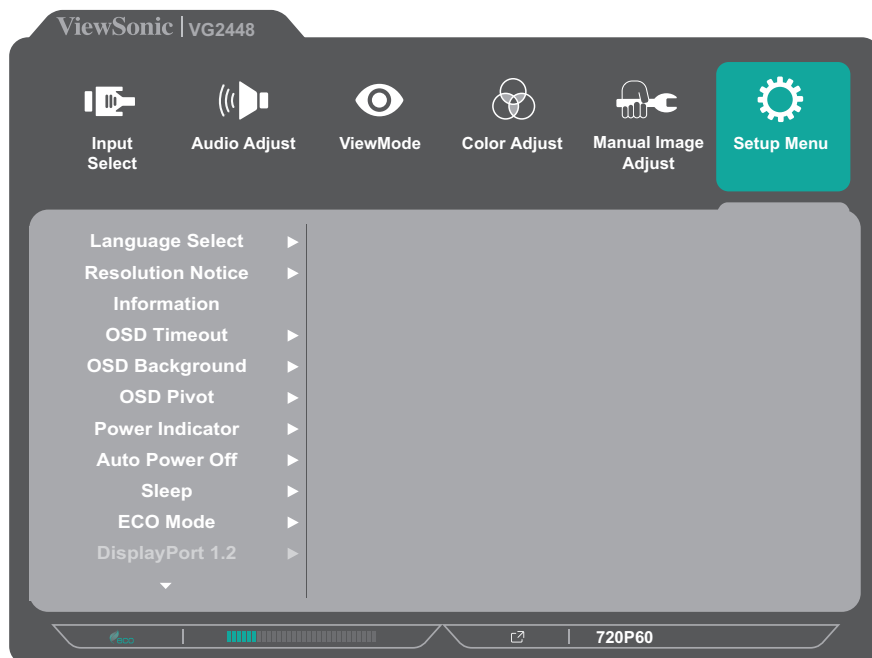 ViewSonic | VG2448
Input Select
Audio Adjust
ViewMode
Color Adjust
Manual Image Adjust
Setup Menu
Language Select
Resolution Notice
Information
OSD Timeout
OSD Background
OSD Pivot
Power Indicator
Auto Power Off
Sleep
ECO Mode
DisplayPort 1.2
eco
720P60